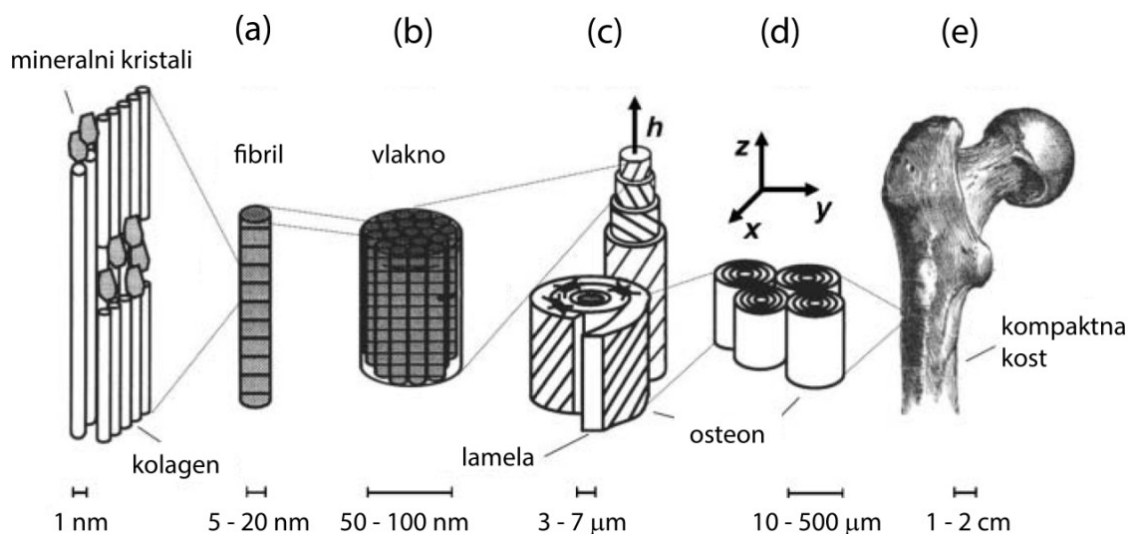 (a)
(b)
(c)
(d)
(e)
mineralni kristali
fibril
vlakno
h
z
y
x
kompaktna
kost
osteon
lamela
kolagen
1 nm
5 - 20 nm
50 - 100 nm
3 - 7 μm
10 - 500 μm
1 - 2 cm